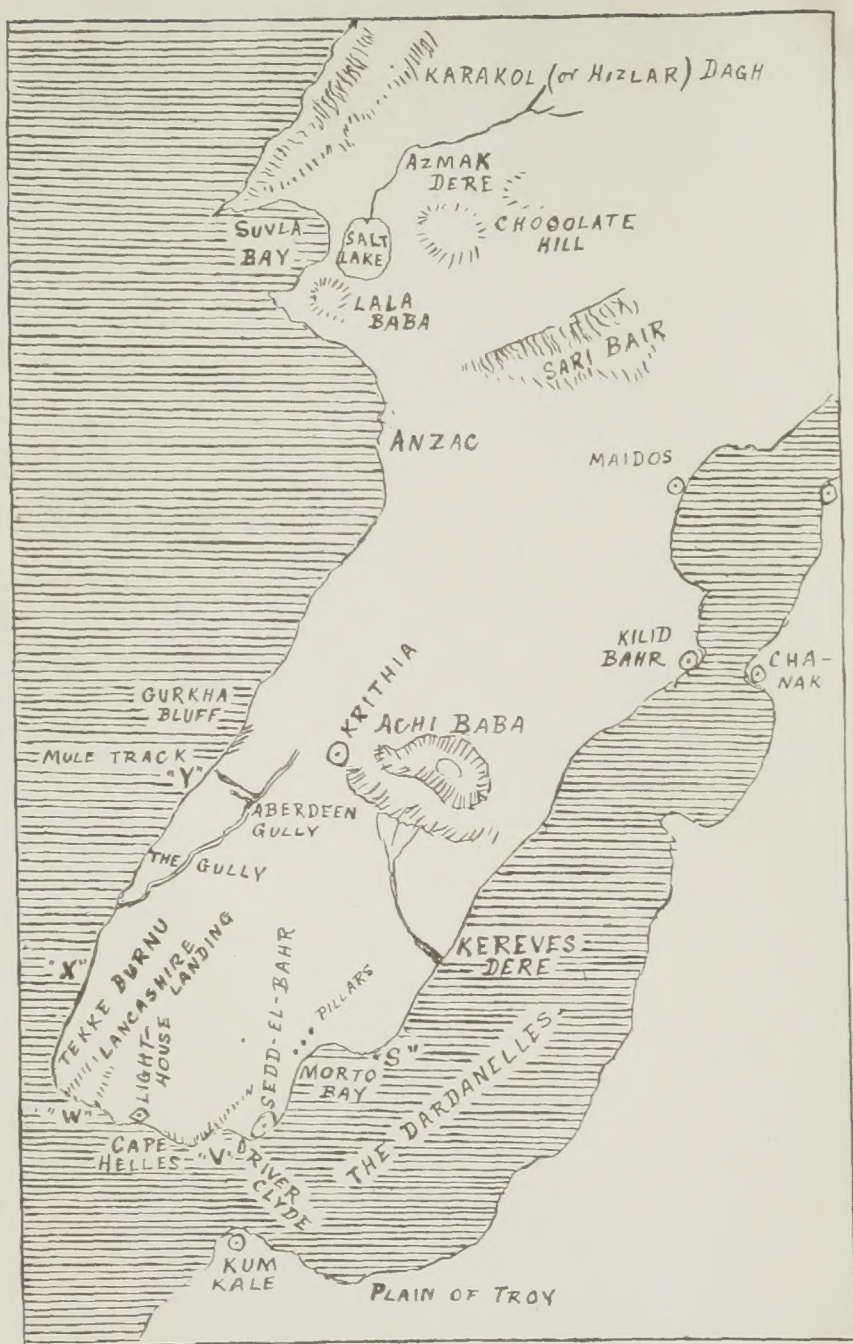 KARAKOL (or HIZLAR) DAGH
AZMAK
DERE
SUVLA
BAY
SALT
LAKE
CHOCOLATE
HILL
LALA
BABA
SARI BAIR
ANZAC
MAIDOS
KILID
BAHR
CHA-
NAK
GURKHA
BLUFF
KRITHIA
ACHI BABA
MULE TRACK
"Y"
ABERDEEN
GULLY
THE GULLY
"X"
TEKKE BURNU
LANCASHIRE
LANDING
LIGHT-
HOUSE
SEDD-EL-BAHR
PILLARS
KEREVES
DERE
"S"
MORTO
BAY
THE DARDANELLES
"W"
CAPE
HELLES
"V"
RIVER
CLYDE
KUM
KALE
PLAIN OF TROY